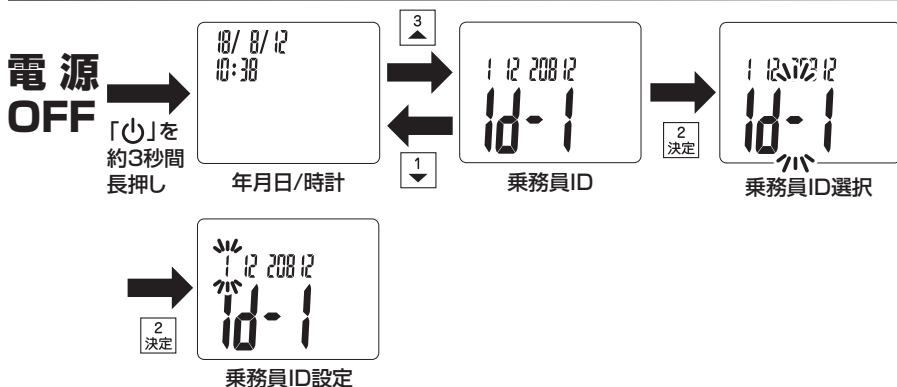 電 源
OFF
「⏻」を
約3秒間
長押し
18/ 8/12
10:38
年月日/時計
3
▲
1
▼
1 12 20812
Id-1
乗務員ID
2
決定
1 12 20812
Id-1
乗務員ID選択
2
決定
1 12 20812
Id-1
乗務員ID設定